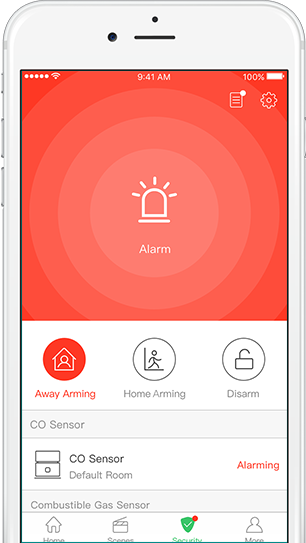 9:41 AM 100%
Alarm
Away Arming Home Arming Disarm
CO Sensor
CO Sensor
Default Room
Alarming
Combustible Gas Sensor
Home Scenes Security More